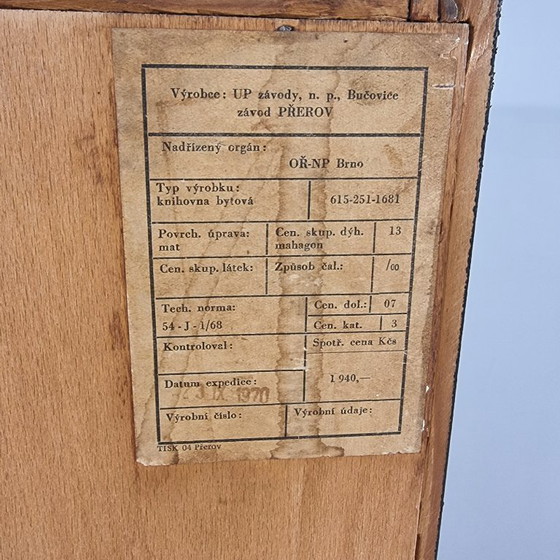 Výrobce: UP závody, n. p., Bučovice
závod PŘEROV
Nadřízený orgán:
OŘ-NP Brno
Typ výrobku:
knihovna bytová
615-251-1681
Povrch. úprava:
mat
Cen. skup. dýh.
mahagon
13
Cen. skup. látek:
Způsob čal.:
/00
Tech. norma:
54 - J - 1/68
Cen. dol.:
07
Cen. kat.
3
Kontroloval:
Spotř. cena Kčs
Datum expedice:
1 940,—
IX 1970
Výrobní číslo:
Výrobní údaje:
TISK 04 Přerov